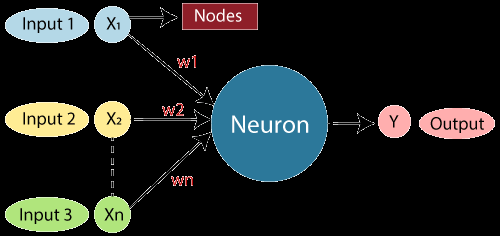 Input 1 X₁ Nodes
w1
Input 2 X₂ w2 Neuron Y Output
wn
Input 3 Xn